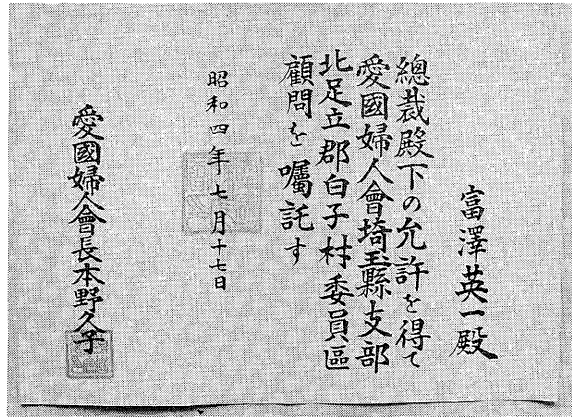 富澤英一殿
總裁殿下の允許を得て
愛國婦人會埼玉縣支部
北足立郡白子村委員區
顧問を囑託す
昭和四年七月十七日
愛國婦人會長本野久子